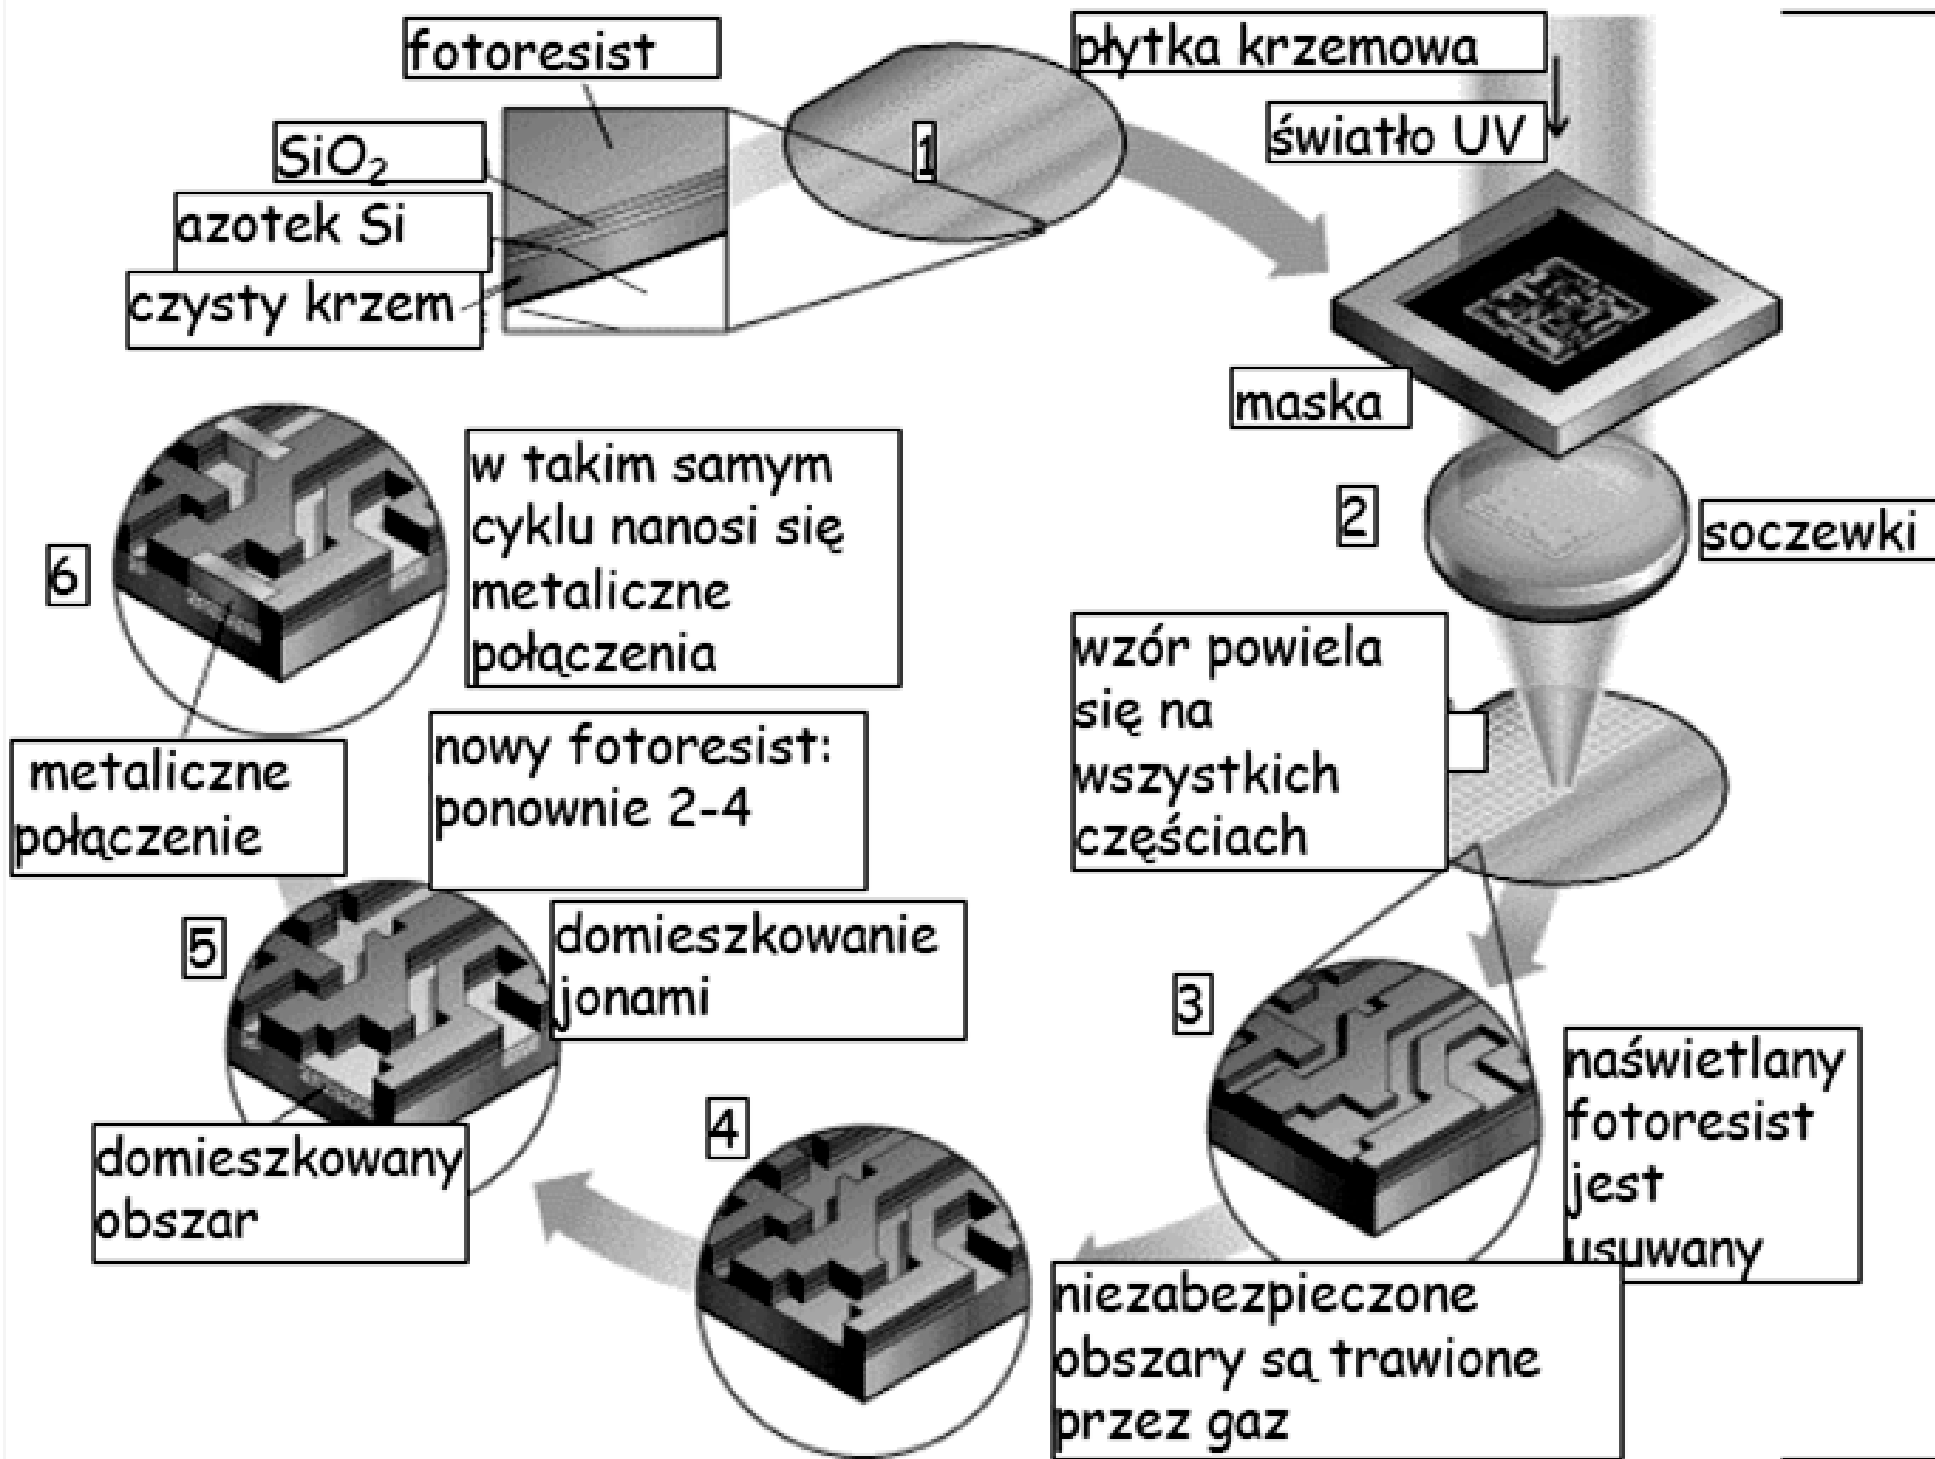 fotoresist
SiO₂
azotek Si
czysty krzem
1
płytka krzemowa
światło UV
maska
2
soczewki
wzór powiela
się na
wszystkich
częściach
3
naświetlany
fotoresist
jest
usuwany
niezabezpieczone
obszary są trawione
przez gaz
4
domieszkowanie
jonami
5
domieszkowany
obszar
nowy fotoresist:
ponownie 2-4
w takim samym
cyklu nanosi się
metaliczne
połączenia
6
metaliczne
połączenie